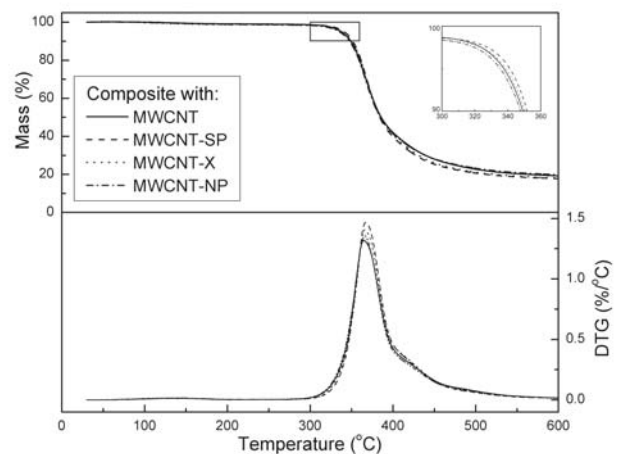 100
80
60
40
20
0
Mass (%)
Composite with:
MWCNT
MWCNT-SP
MWCNT-X
MWCNT-NP
100
90
300 320 340 360
1.5
1.0
0.5
0.0
DTG (%/°C)
0 100 200 300 400 500 600
Temperature (°C)